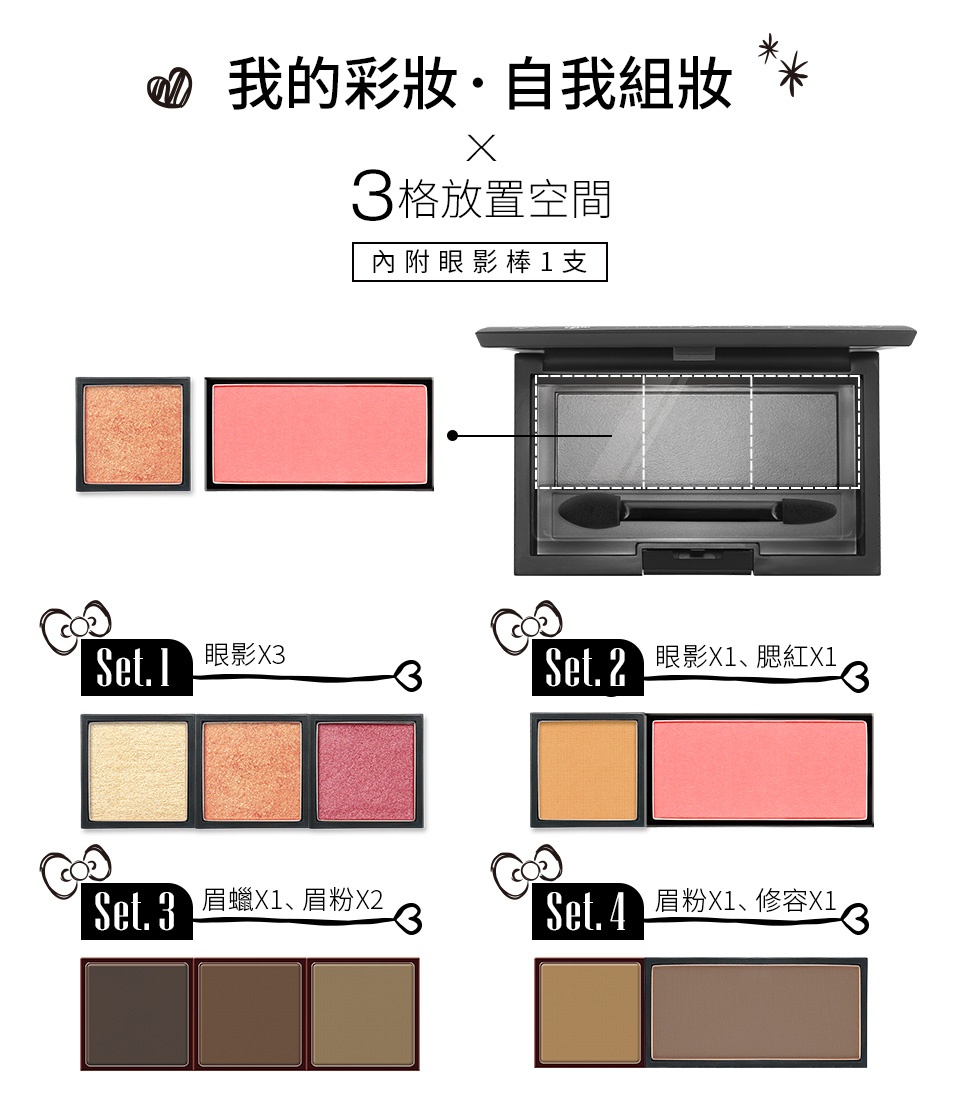 我的彩妝·自我組妝
×
3格放置空間
內附眼影棒1支
Set.1 眼影X3
Set.2 眼影X1、腮紅X1
Set.3 眉蠟X1、眉粉X2
Set.4 眉粉X1、修容X1